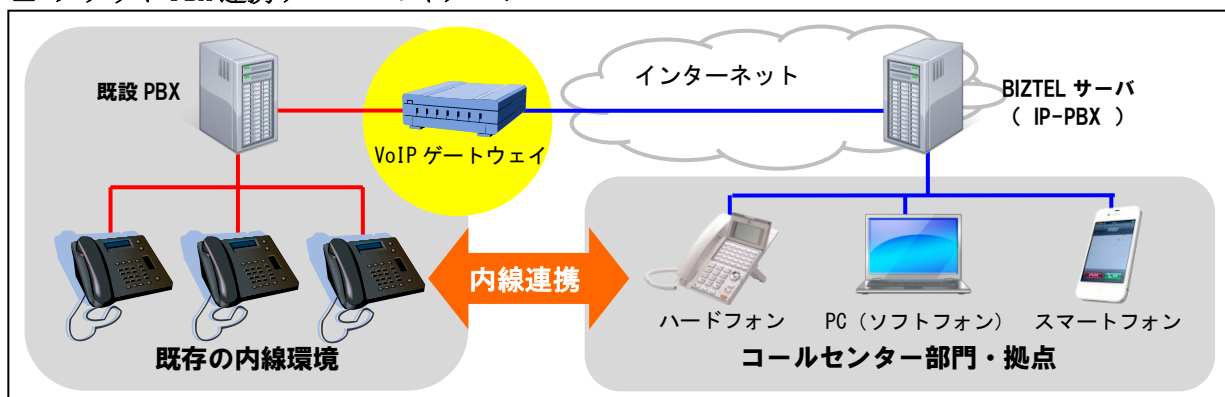 既設 PBX
VoIP ゲートウェイ
インターネット
BIZTEL サーバ
( IP-PBX )
内線連携
ハードフォン
PC（ソフトフォン）
スマートフォン
既存の内線環境
コールセンター部門・拠点